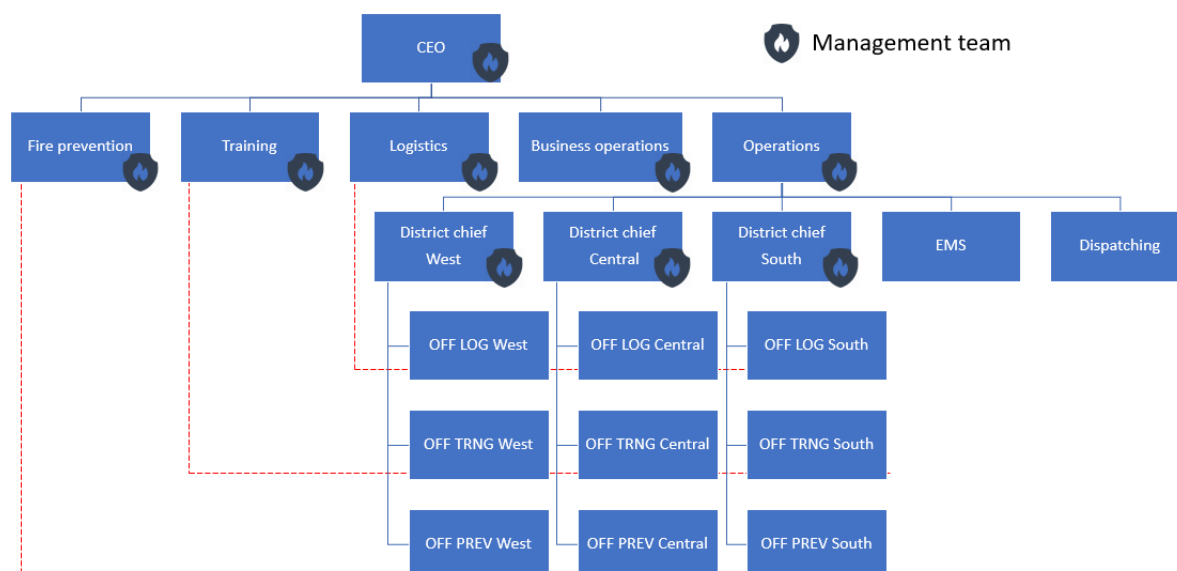 CEO
Management team
Fire prevention
Training
Logistics
Business operations
Operations
District chief
West
District chief
Central
District chief
South
EMS
Dispatching
OFF LOG West
OFF LOG Central
OFF LOG South
OFF TRNG West
OFF TRNG Central
OFF TRNG South
OFF PREV West
OFF PREV Central
OFF PREV South